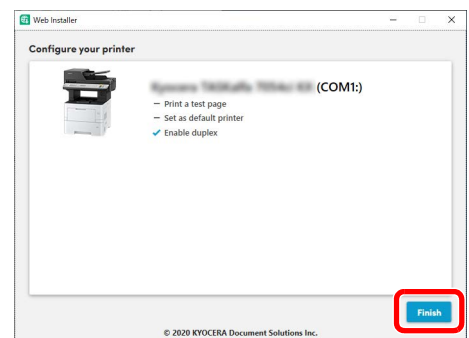 Web Installer
Configure your printer
(COM1:)
Print a test page
Set as default printer
Enable duplex
Finish
© 2020 KYOCERA Document Solutions Inc.